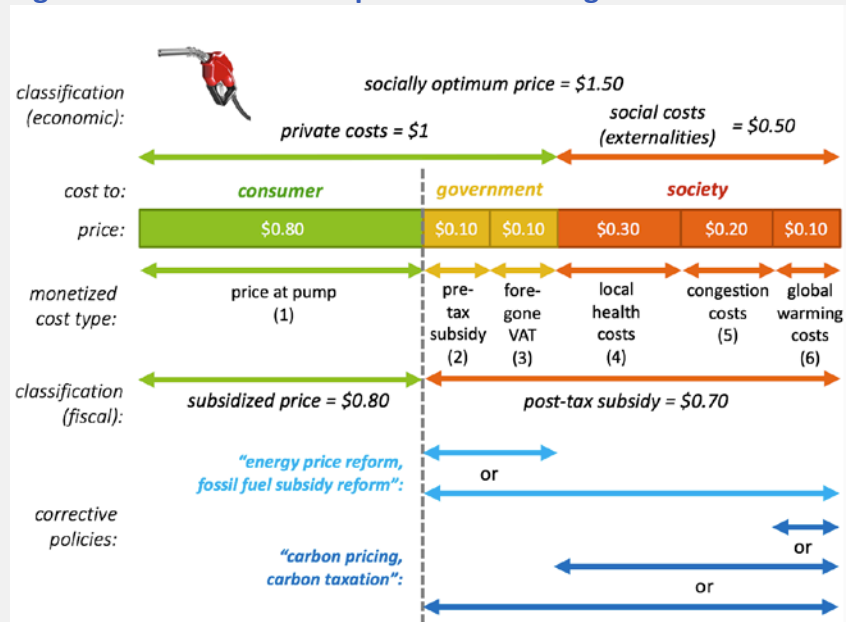 socially optimum price = $1.50
classification
(economic):
private costs = $1
social costs
(externalities)
= $0.50
cost to:
consumer
government
society
price:
$0.80
$0.10
$0.10
$0.30
$0.20
$0.10
monetized
cost type:
price at pump
(1)
pre-
tax
subsidy
(2)
fore-
gone
VAT
(3)
local
health
costs
(4)
congestion
costs
(5)
global
warming
costs
(6)
classification
(fiscal):
subsidized price = $0.80
post-tax subsidy = $0.70
corrective
policies:
"energy price reform,
fossil fuel subsidy reform":
or
"carbon pricing,
carbon taxation":
or
or